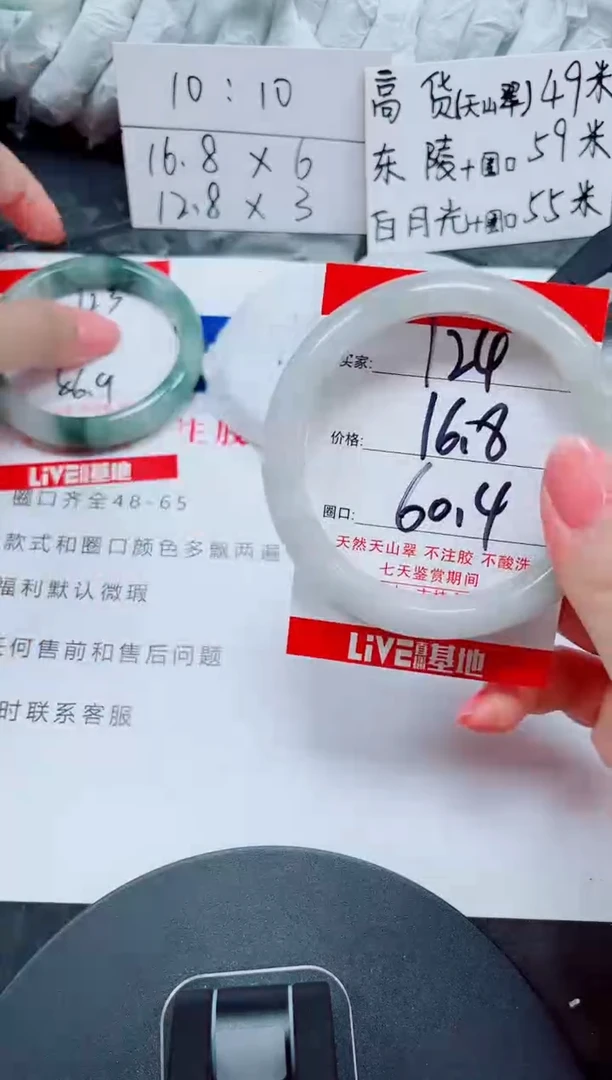 10:10
16.8 x 6
12.8 x 3
高 货(天山翠) 49米
东 陵+圈口 59米
白月光+圈口 55米
56.9
LiVE直播基地
圈口齐全48-65
款式和圈口颜色多飘两遍
福利默认微瑕
何售前和售后问题
时联系客服
买家: 124
价格: 16.8
圈口: 60.4
天然天山翠 不注胶 不酸洗
七天鉴赏期间
LiVE直播基地